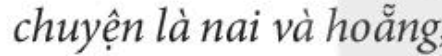 chuyện là nai và hoẵng